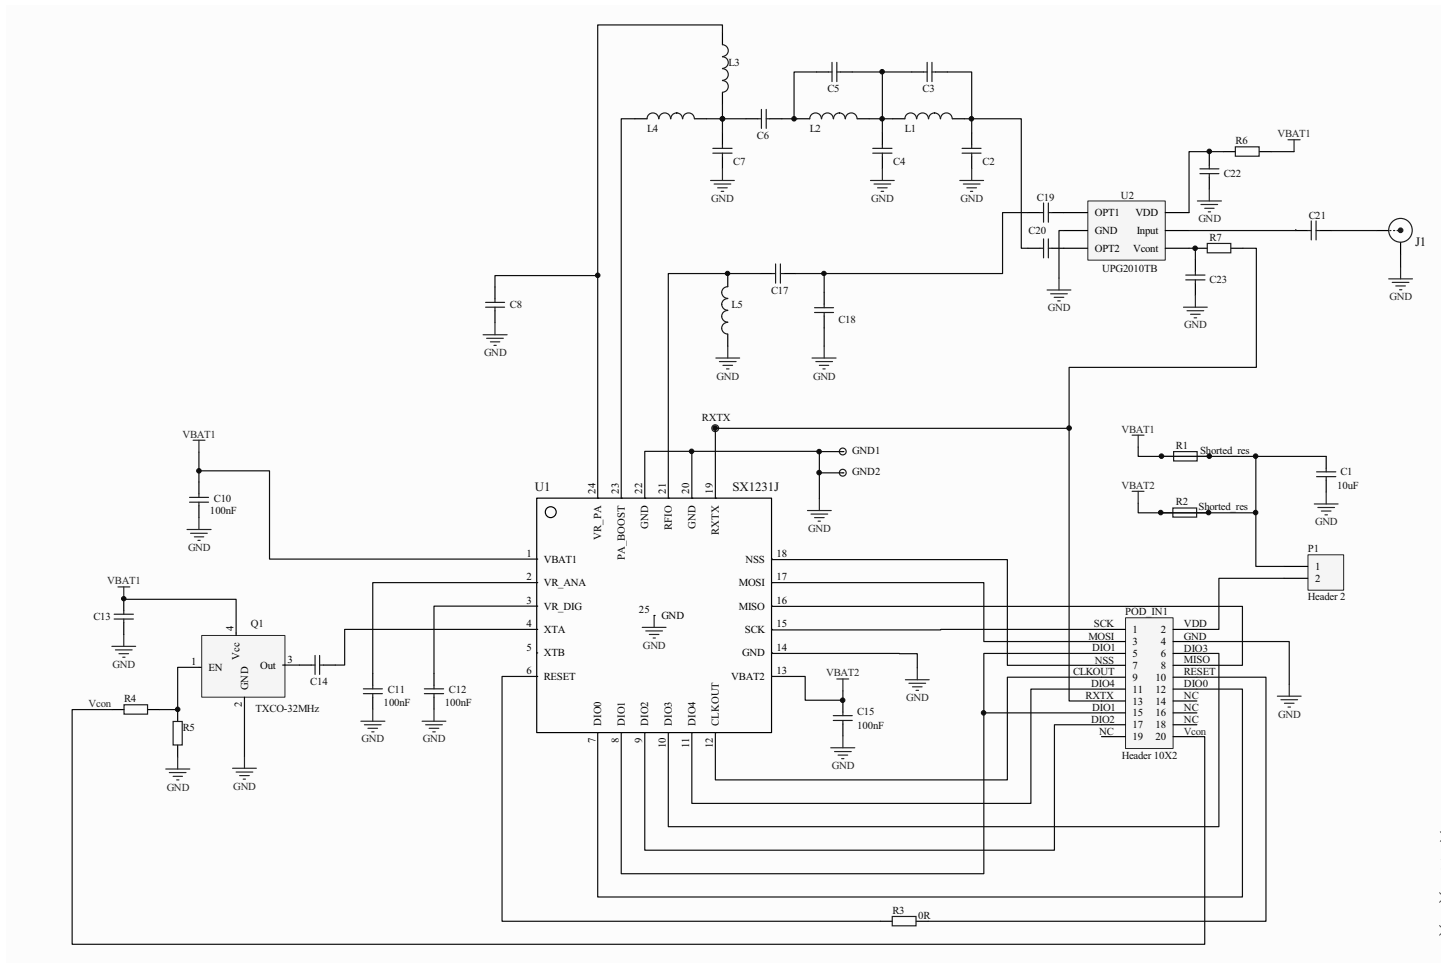 L3
C5
C3
L4
C6
L2
L1
C7
C4
C2
GND
GND
GND
R6
VBAT1
C22
GND
U2
C19
OPT1
VDD
GND
Input
C20
OPT2
Vcont
UPG2010TB
C21
J1
GND
R7
C23
GND
GND
C8
GND
C17
L5
C18
GND
GND
RXTX
GND1
GND2
GND
VBAT1
C10
100nF
GND
VBAT1
R1
Shorted_res
VBAT2
R2
Shorted_res
C1
10uF
GND
P1
1
2
Header 2
U1
SX1231J
24
23
22
21
20
19
VR_PA
PA_BOOST
GND
RFIO
GND
RXTX
1
VBAT1
2
VR_ANA
3
VR_DIG
4
XTA
5
XTB
6
RESET
25
GND
GND
NSS
18
MOSI
17
MISO
16
SCK
15
GND
14
VBAT2
13
DIO0
DIO1
DIO2
DIO3
DIO4
CLKOUT
7
8
9
10
11
12
VBAT1
C13
GND
Q1
4
Vcc
1
EN
Out
3
GND
2
TXCO-32MHz
C14
Vcon
R4
R5
GND
GND
C11
100nF
GND
C12
100nF
GND
GND
VBAT2
C15
100nF
GND
POD_IN1
SCK 1 2 VDD
MOSI 3 4 GND
DIO1 5 6 DIO3
NSS 7 8 MISO
CLKOUT 9 10 RESET
DIO4 11 12 DIO0
RXTX 13 14 NC
DIO1 15 16 NC
DIO2 17 18 NC
NC 19 20 Vcon
Header 10X2
GND
R3
0R